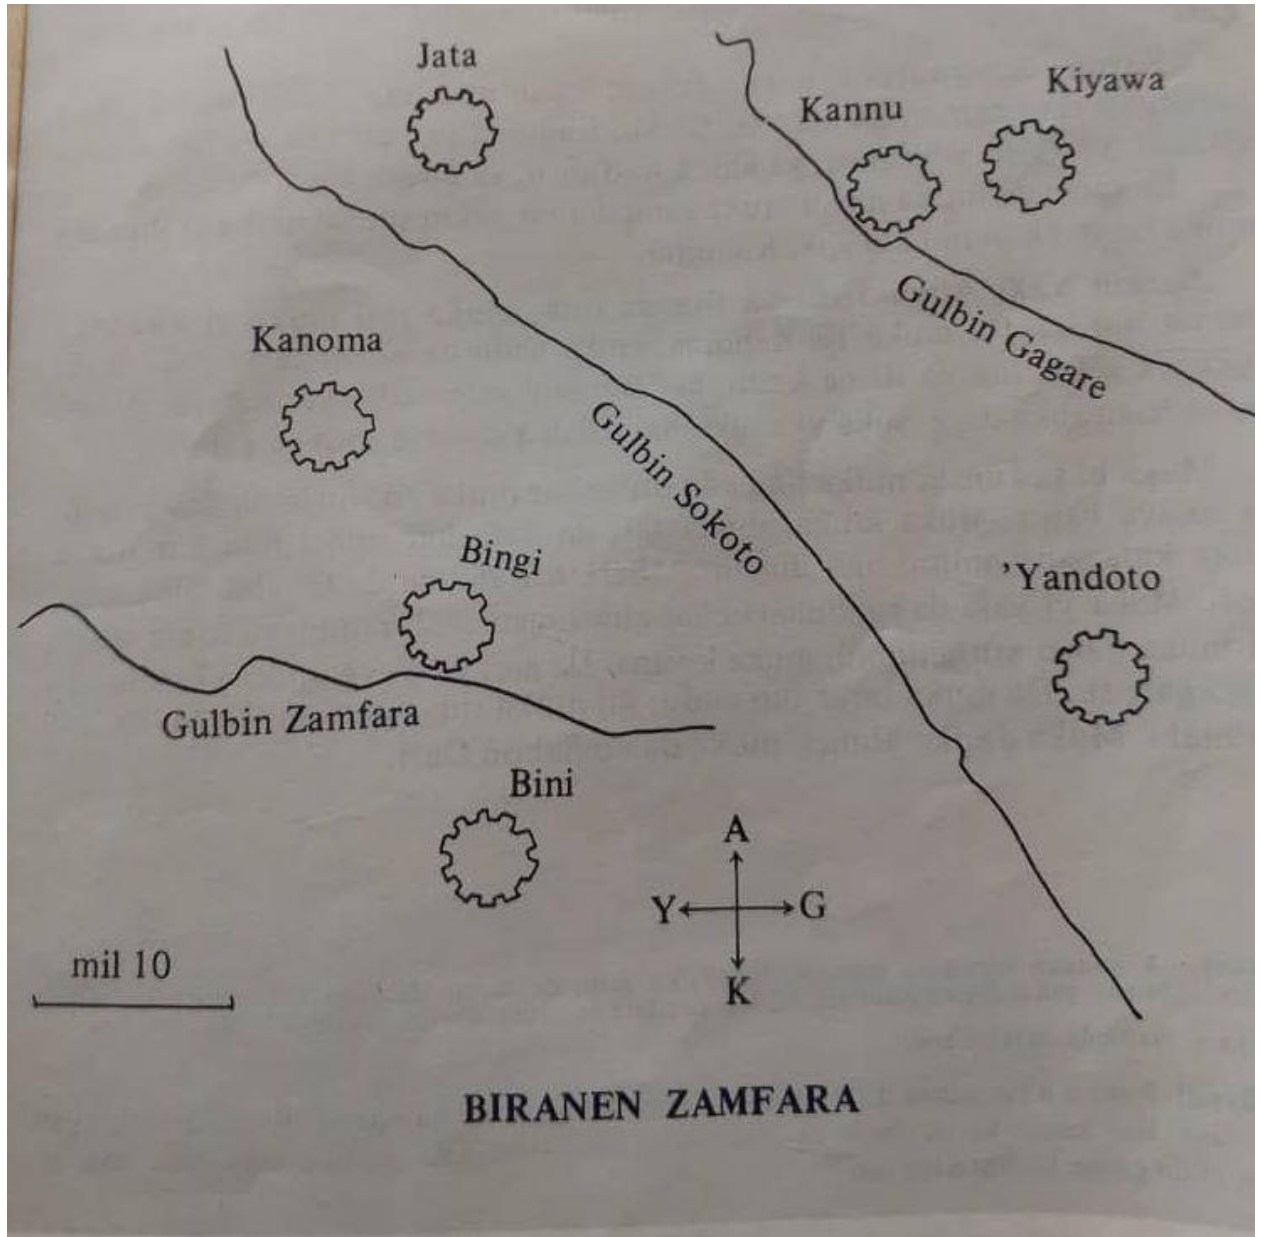 Jata
Kiyawa
Kannu
Gulbin Gagare
Kanoma
Gulbin Sokoto
Bingi
'Yandoto
Gulbin Zamfara
Bini
A
Y G
K
mil 10
BIRANEN ZAMFARA